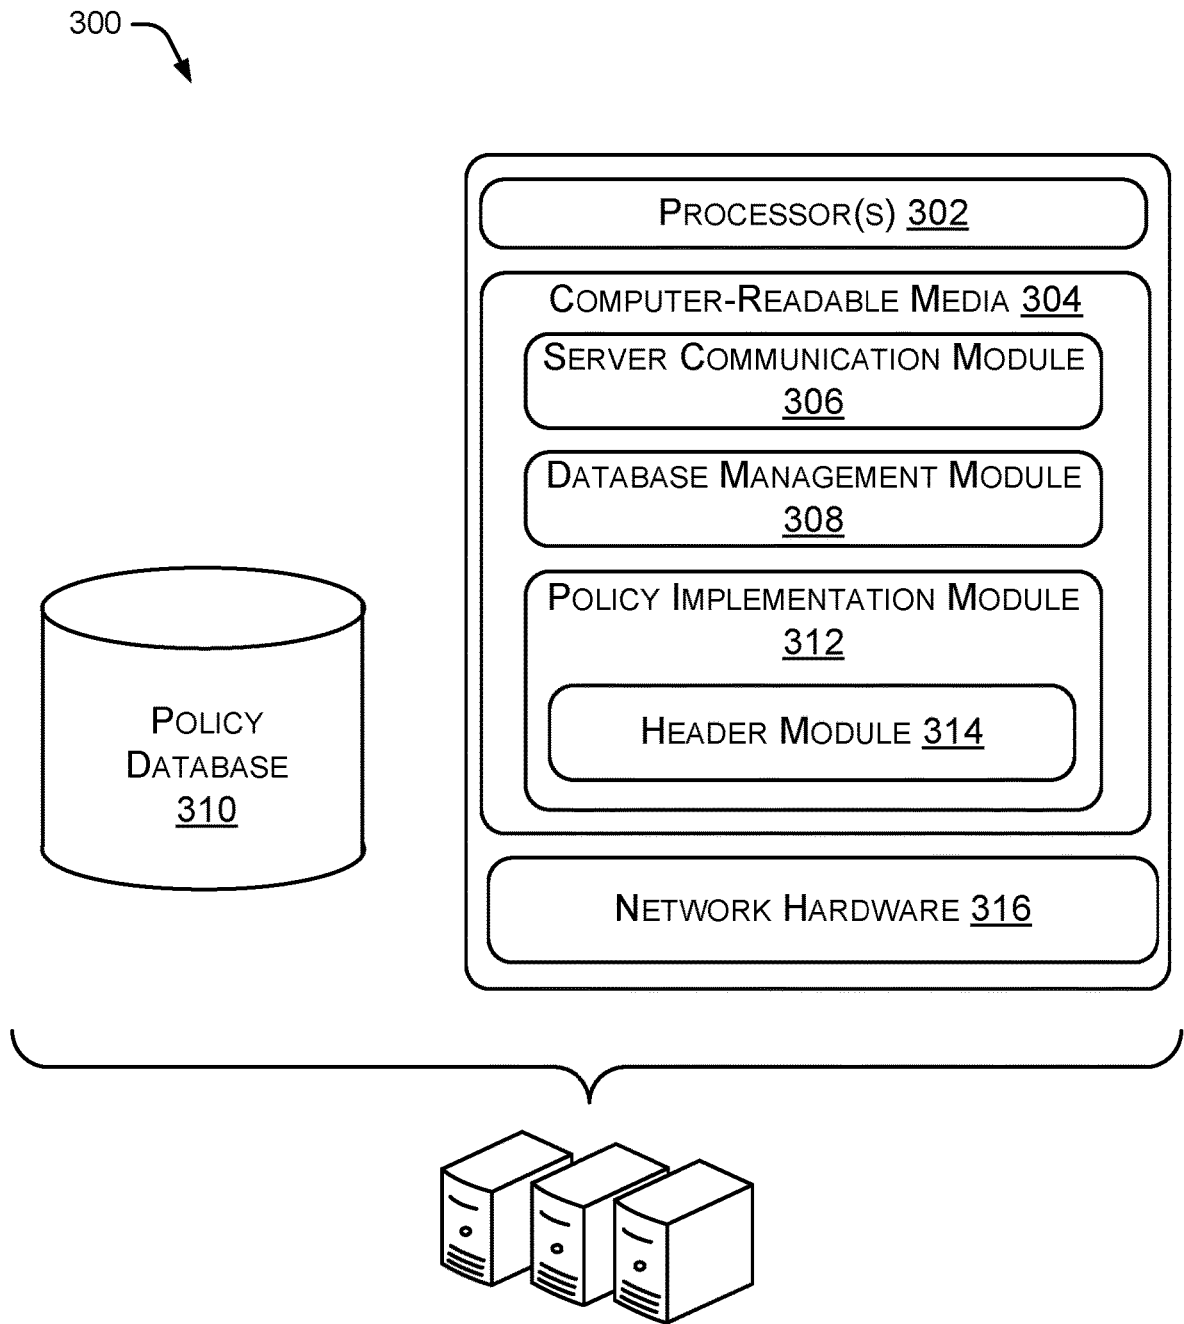 300
PROCESSOR(S) 302
COMPUTER-READABLE MEDIA 304
SERVER COMMUNICATION MODULE
306
DATABASE MANAGEMENT MODULE
308
POLICY IMPLEMENTATION MODULE
312
HEADER MODULE 314
POLICY
DATABASE
310
NETWORK HARDWARE 316